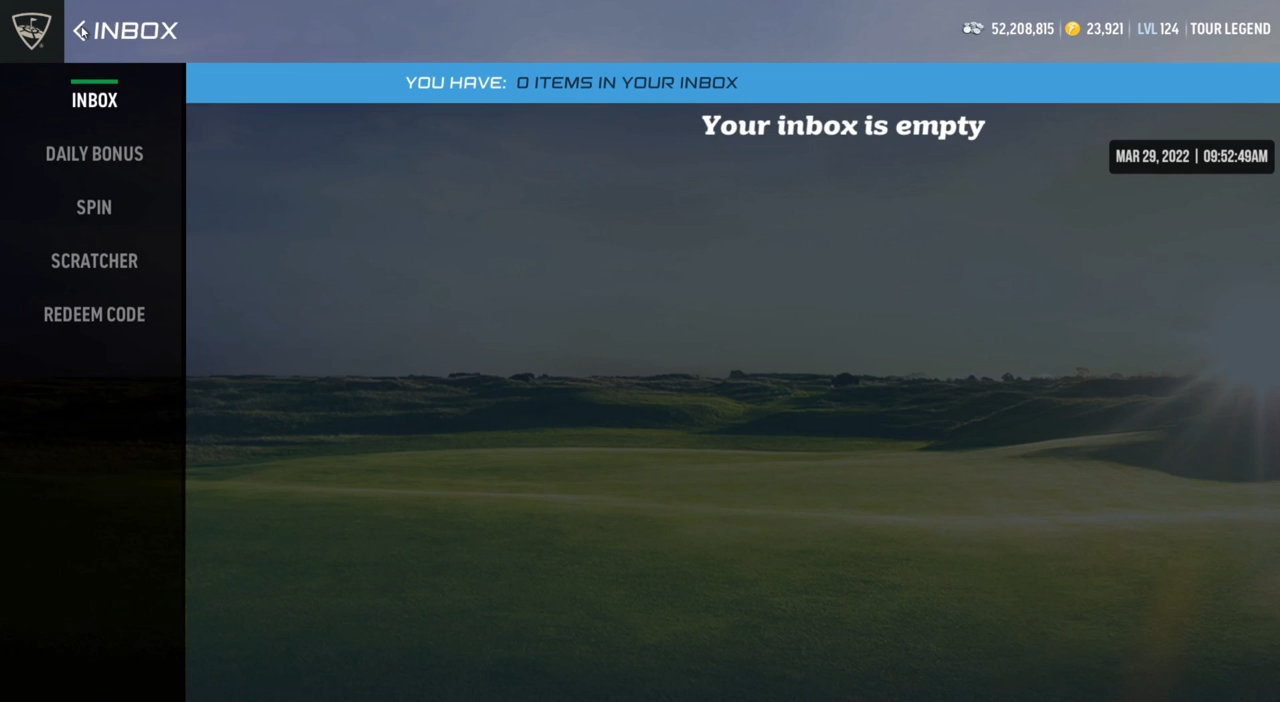 INBOX
52,208,815
23,921
LVL 124
TOUR LEGEND
INBOX
DAILY BONUS
SPIN
SCRATCHER
REDEEM CODE
YOU HAVE: 0 ITEMS IN YOUR INBOX
Your inbox is empty
MAR 29, 2022 | 09:52:49AM